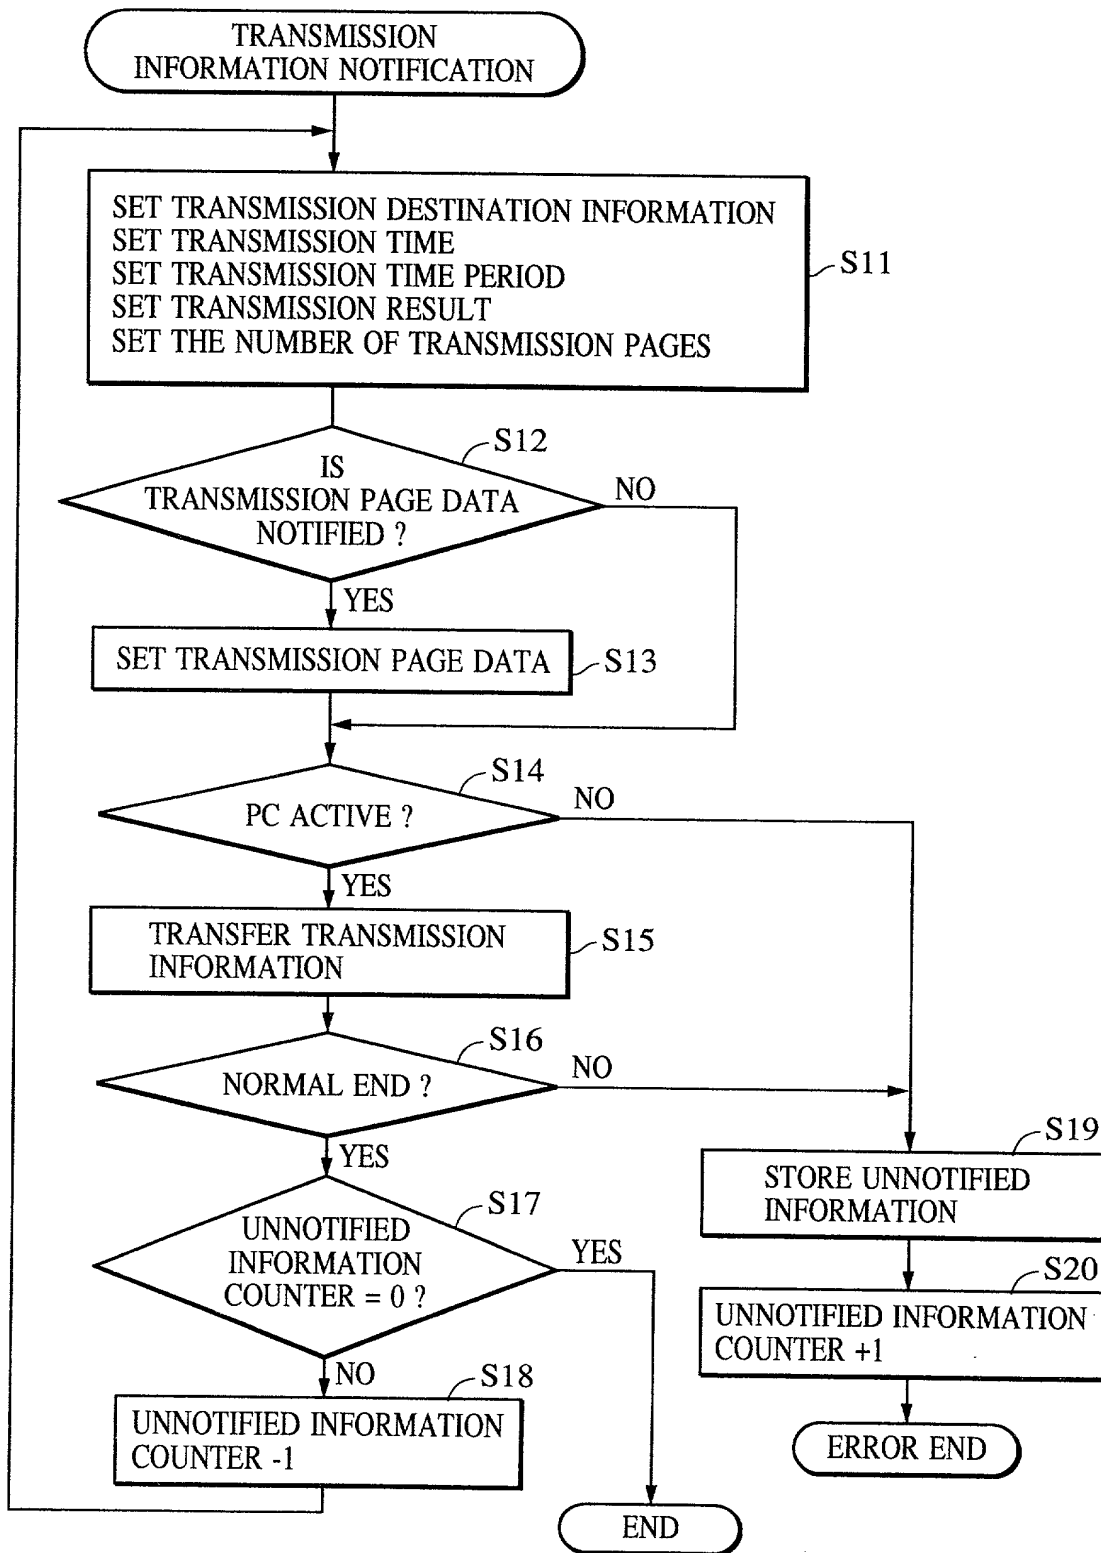 TRANSMISSION
INFORMATION NOTIFICATION
SET TRANSMISSION DESTINATION INFORMATION
SET TRANSMISSION TIME
SET TRANSMISSION TIME PERIOD
SET TRANSMISSION RESULT
SET THE NUMBER OF TRANSMISSION PAGES
S11
S12
IS
TRANSMISSION PAGE DATA
NOTIFIED ?
NO
YES
SET TRANSMISSION PAGE DATA
S13
S14
PC ACTIVE ?
NO
YES
TRANSFER TRANSMISSION
INFORMATION
S15
S16
NORMAL END ?
NO
YES
S17
UNNOTIFIED
INFORMATION
COUNTER = 0 ?
YES
NO
S18
UNNOTIFIED INFORMATION
COUNTER -1
END
S19
STORE UNNOTIFIED
INFORMATION
S20
UNNOTIFIED INFORMATION
COUNTER +1
ERROR END